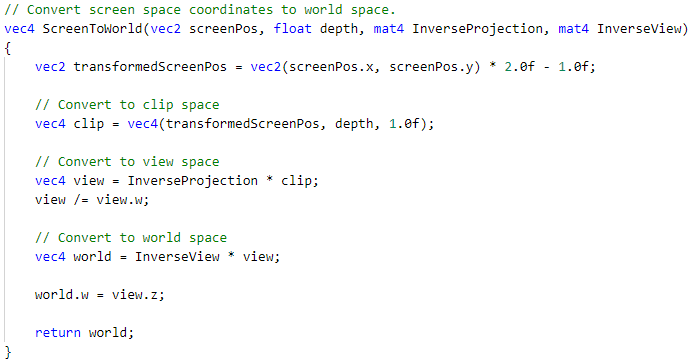 // Convert screen space coordinates to world space.
vec4 ScreenToWorld(vec2 screenPos, float depth, mat4 InverseProjection, mat4 InverseView)
{
    vec2 transformedScreenPos = vec2(screenPos.x, screenPos.y) * 2.0f - 1.0f;

    // Convert to clip space
    vec4 clip = vec4(transformedScreenPos, depth, 1.0f);

    // Convert to view space
    vec4 view = InverseProjection * clip;
    view /= view.w;

    // Convert to world space
    vec4 world = InverseView * view;

    world.w = view.z;

    return world;
}